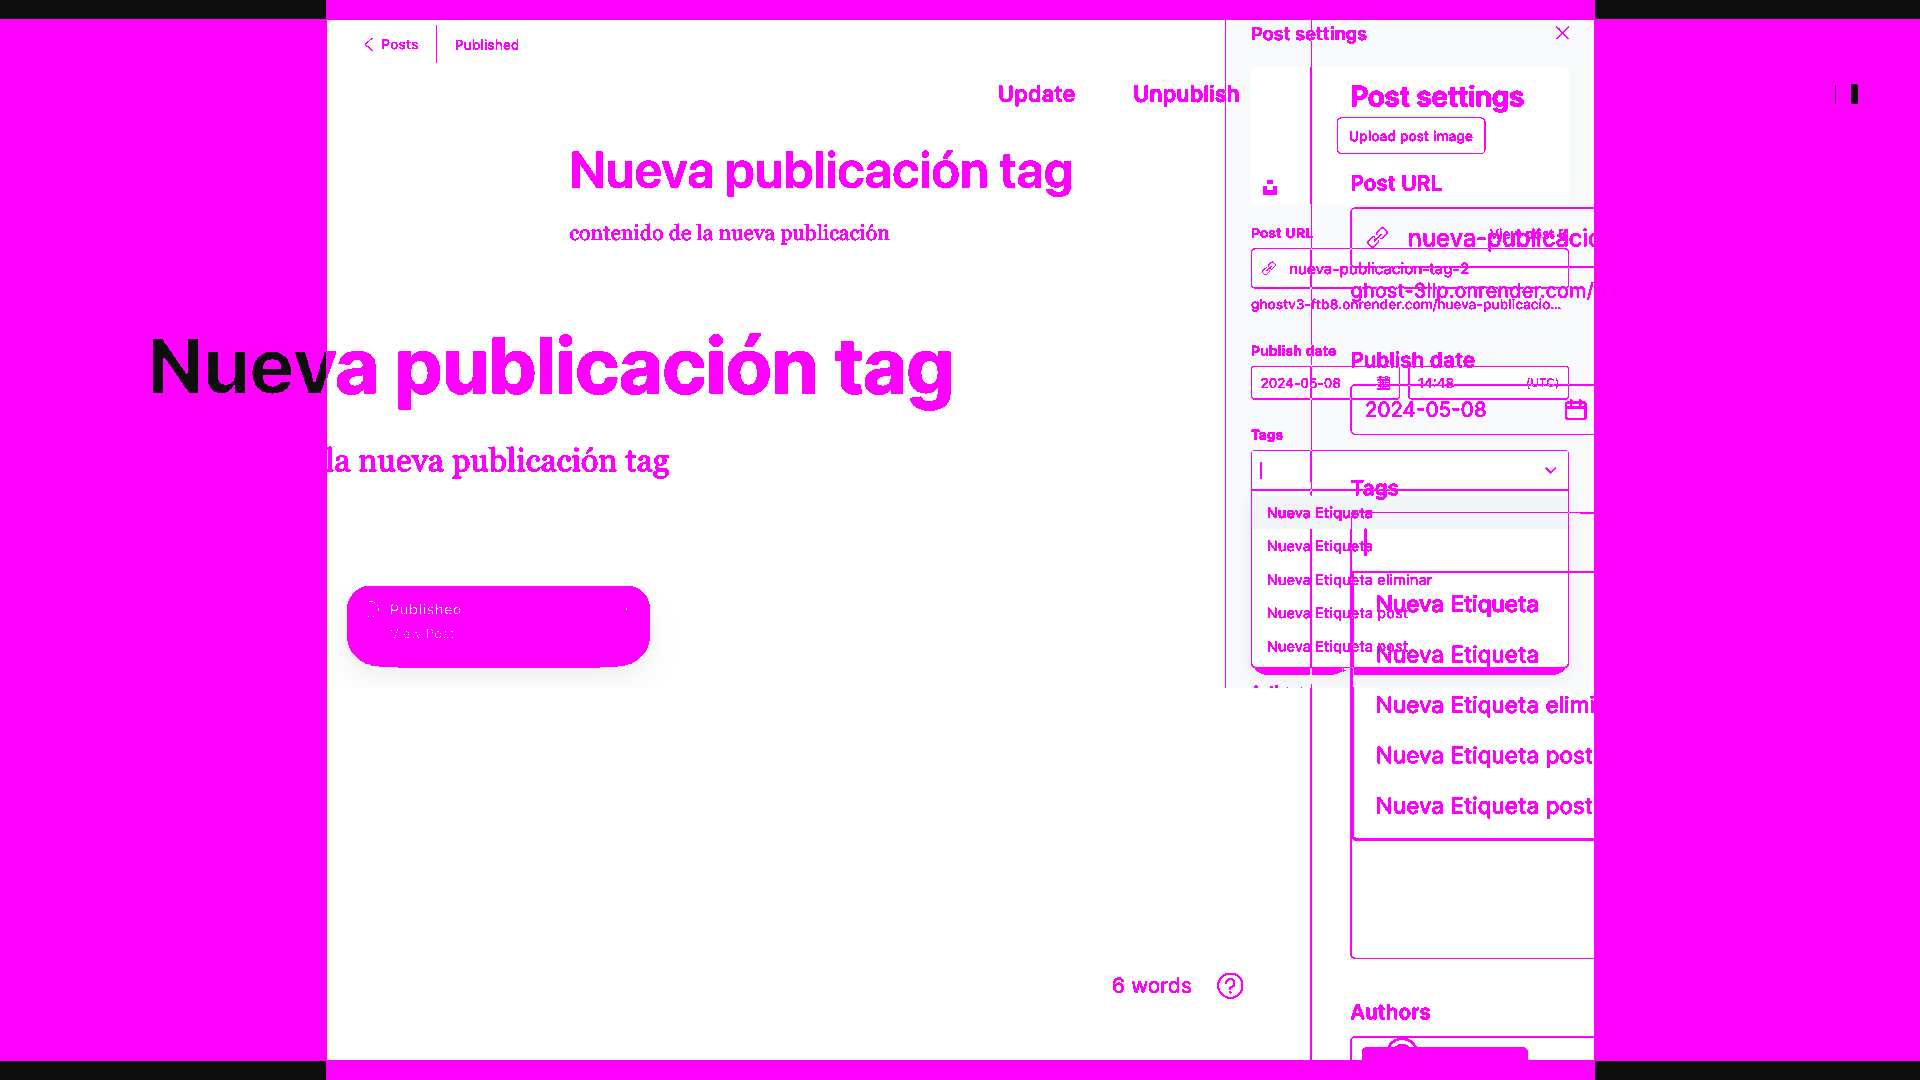 Posts
Published
Update
Unpublish
Nueva publicación tag
contenido de la nueva publicación
Nueva publicación tag
la nueva publicación tag
Published
View Post
6 words
Post settings
Upload post image
Post URL
nueva-publicacion-tag-2
ghostv3-ftb8.onrender.com/nueva-publicacio...
Publish date
2024-05-08
14:48
(UTC)
Tags
Nueva Etiqueta
Nueva Etiqueta
Nueva Etiqueta eliminar
Nueva Etiqueta post
Nueva Etiqueta post
Post settings
Post URL
nueva-publicacio
ghost-3llp.onrender.com/
Publish date
2024-05-08
Tags
Nueva Etiqueta
Nueva Etiqueta
Nueva Etiqueta elimi
Nueva Etiqueta post
Nueva Etiqueta post
Authors